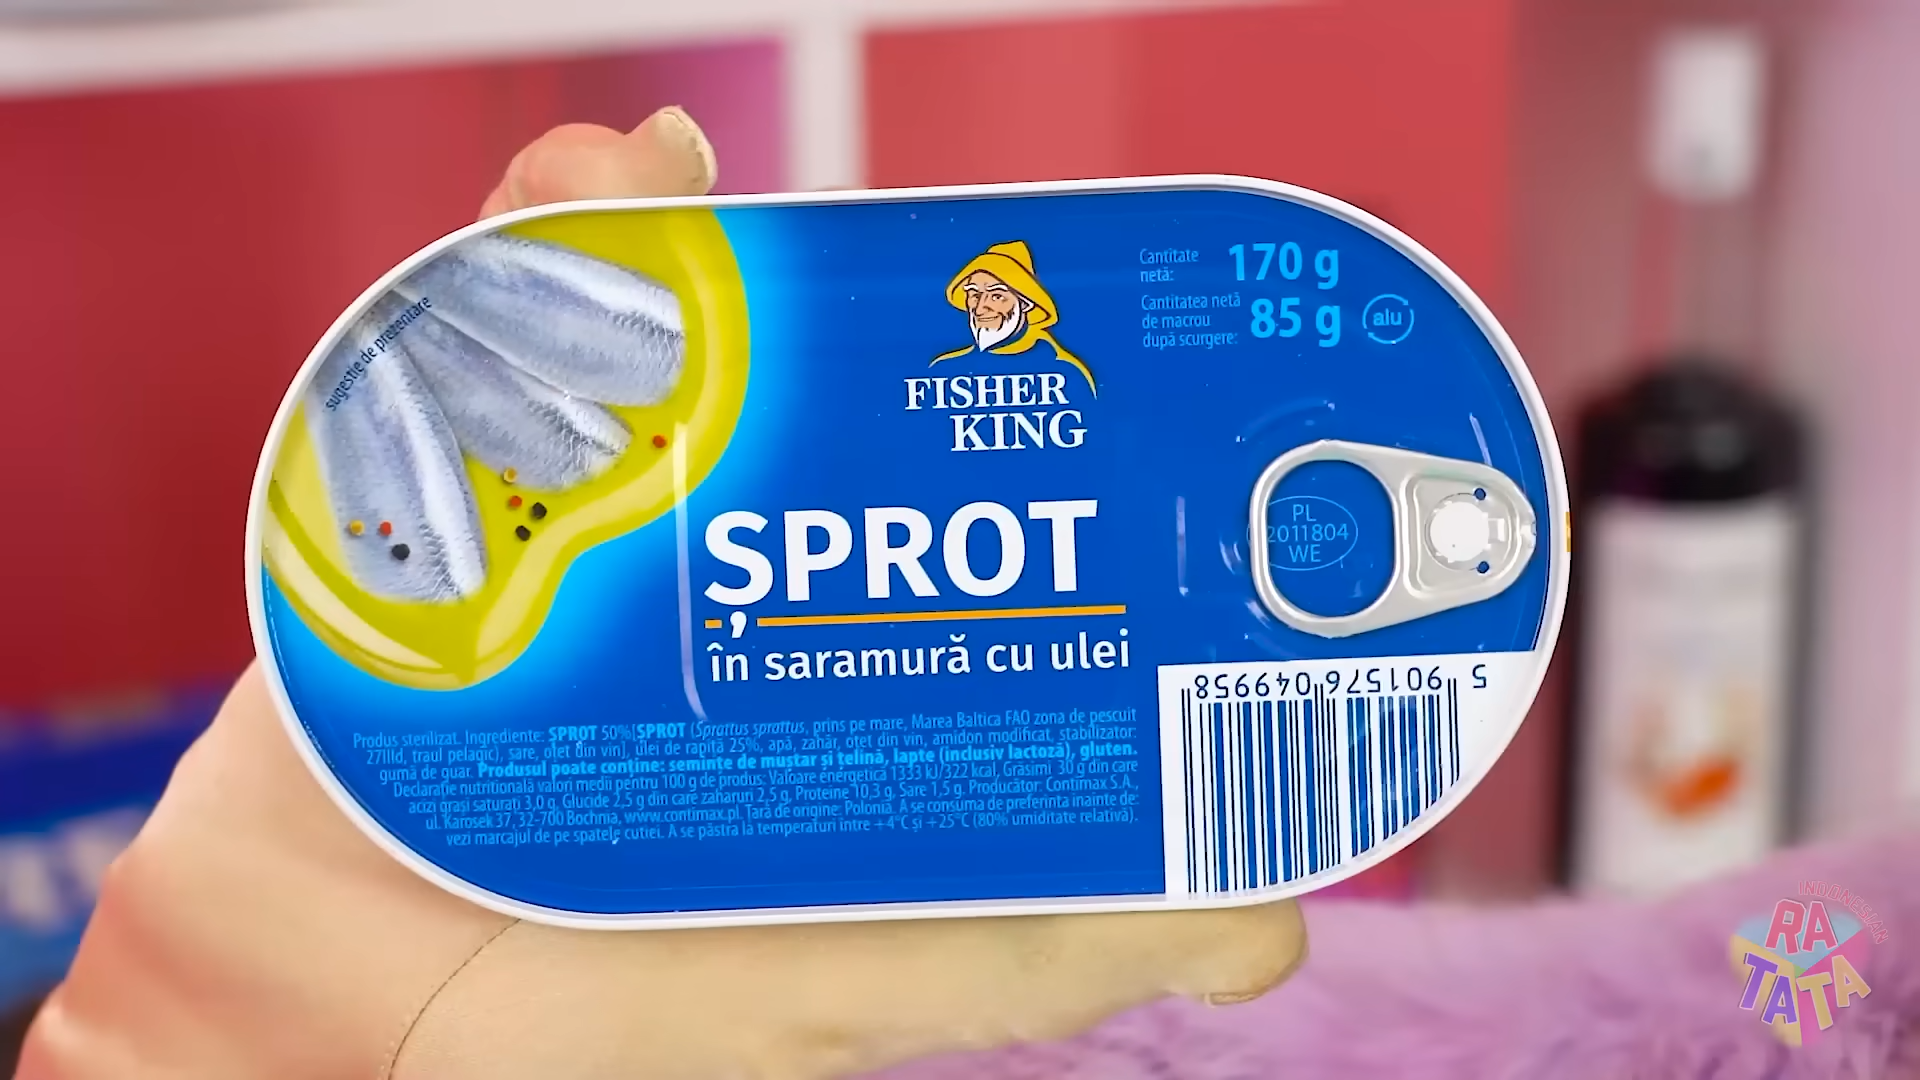 sugestie de prezentare
FISHER
KING
Cantitate
netă:
170 g
Cantitatea netă
de macrou
după scurgere:
85 g
alu
ȘPROT
în saramură cu ulei
PL
2011804
WE
Produs sterilizat. Ingrediente: SPROT 50%[SPROT (Sprattus sprattus, prins pe mare, Marea Baltica FAO zona de pescuit
27IIId, traul pelagic), sare, oțet din vin], ulei de rapiță 25%, apă, zahăr, oțet din vin, amidon modificat, stabilizator:
gumă de guar. Produsul poate conține: semințe de muștar și țelină, lapte (inclusiv lactoză), gluten.
Declarație nutrițională valori medii pentru 100 g de produs: Valoare energetică 1333 kJ/322 kcal, Grăsimi 30 g din care
acizi grași saturați 3,0 g, Glucide 2,5 g din care zaharuri 2,5 g, Proteine 10,3 g, Sare 1,5 g. Producător: Contimax S.A.,
ul. Karosek 37, 32-700 Bochnia, www.contimax.pl. Țară de origine: Polonia. A se consuma de preferință înainte de:
vezi marcajul de pe spatele cutiei. A se păstra la temperaturi între +4°C și +25°C (80% umiditate relativă).
5 901576 049958
INDONESIAN
RA
TA TA